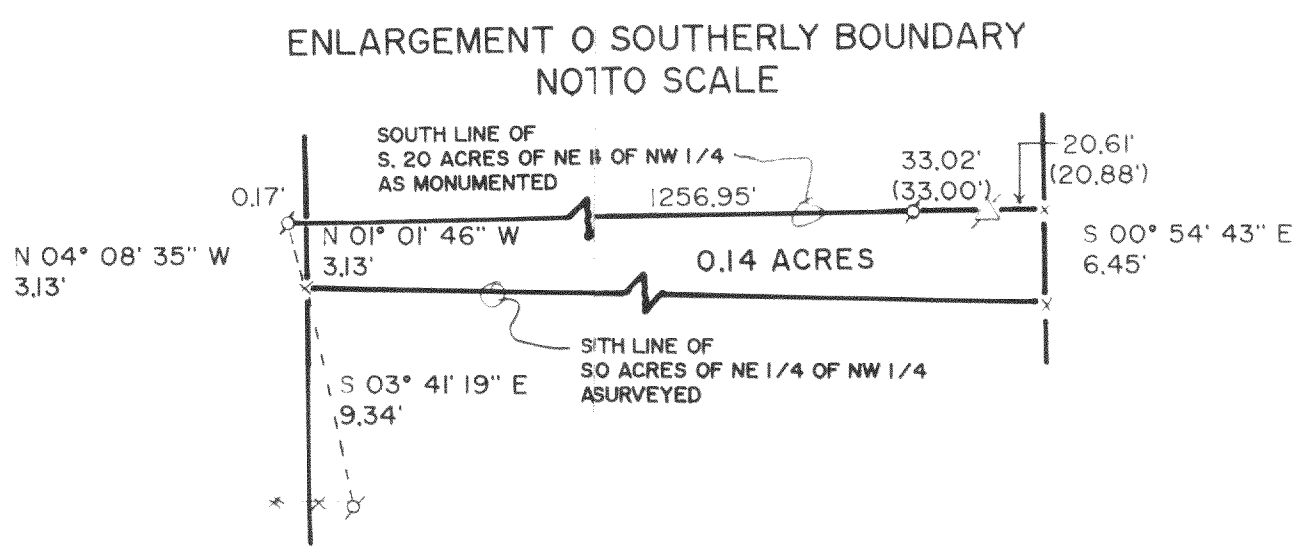 ENLARGEMENT O SOUTHERLY BOUNDARY
NOTTO SCALE
SOUTH LINE OF
S. 20 ACRES OF NE OF NW 1/4
AS MONUMENTED
0.17'
1256.95'
33.02'
(33.00')
20.61'
(20.88')
N 04° 08' 35" W
3.13'
N 01° 01' 46" W
3.13'
0.14 ACRES
S 00° 54' 43" E
6.45'
LINE OF
ACRES OF NE 1/4 OF NW 1/4
S 03° 41' 19" E
9.34'